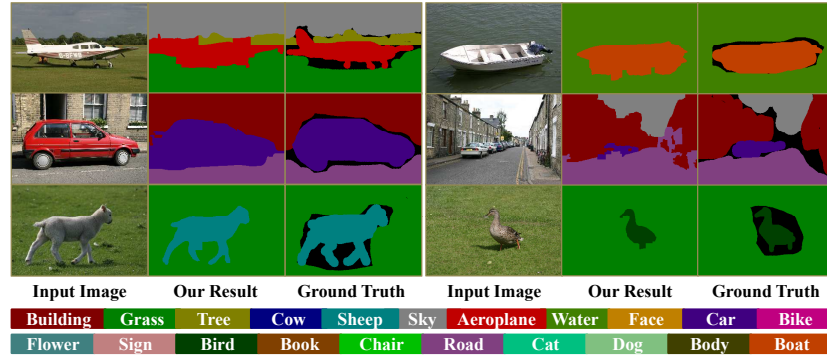 G-BFWB
Input Image Our Result Ground Truth Input Image Our Result Ground Truth
Building Grass Tree Cow Sheep Sky Aeroplane Water Face Car Bike
Flower Sign Bird Book Chair Road Cat Dog Body Boat